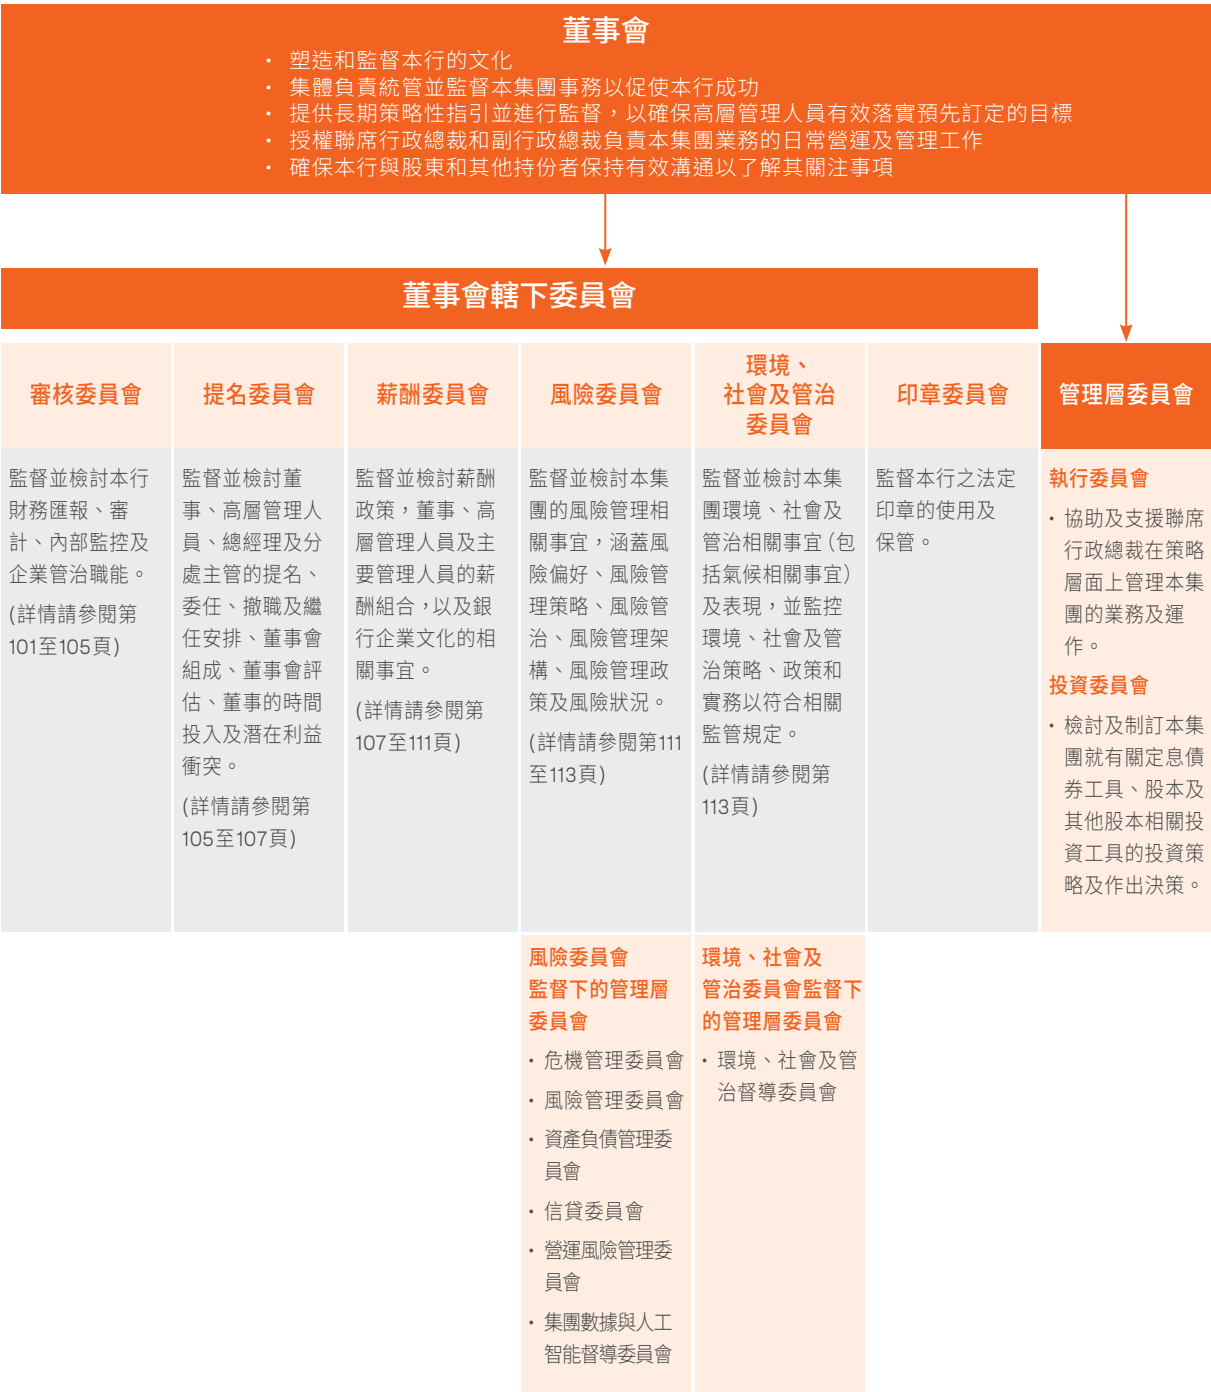 董事會
• 塑造和監督本行的文化
• 集體負責統管並監督本集團事務以促使本行成功
• 提供長期策略性指引並進行監督，以確保高層管理人員有效落實預先訂定的目標
• 授權聯席行政總裁和副行政總裁負責本集團業務的日常營運及管理工作
• 確保本行與股東和其他持份者保持有效溝通以了解其關注事項
董事會轄下委員會
審核委員會
監督並檢討本行
財務匯報、審
計、內部監控及
企業管治職能。
(詳情請參閱第
101至105頁)
提名委員會
監督並檢討董
事、高層管理人
員、總經理及分
處主管的提名、
委任、撤職及繼
任安排、董事會
組成、董事會評
估、董事的時間
投入及潛在利益
衝突。
(詳情請參閱第
105至107頁)
薪酬委員會
監督並檢討薪酬
政策，董事、高
層管理人員及主
要管理人員的薪
酬組合，以及銀
行企業文化的相
關事宜。
(詳情請參閱第
107至111頁)
風險委員會
監督並檢討本集
團的風險管理相
關事宜，涵蓋風
險偏好、風險管
理策略、風險管
治、風險管理架
構、風險管理政
策及風險狀況。
(詳情請參閱第111
至113頁)
風險委員會
監督下的管理層
委員會
• 危機管理委員會
• 風險管理委員會
• 資產負債管理委
員會
• 信貸委員會
• 營運風險管理委
員會
• 集團數據與人工
智能督導委員會
環境、
社會及管治
委員會
監督並檢討本集
團環境、社會及
管治相關事宜（包
括氣候相關事宜）
及表現，並監控
環境、社會及管
治策略、政策和
實務以符合相關
監管規定。
(詳情請參閱第
113頁)
環境、社會及
管治委員會監督下
的管理層委員會
• 環境、社會及管
治督導委員會
印章委員會
監督本行之法定
印章的使用及
保管。
管理層委員會
執行委員會
• 協助及支援聯席
行政總裁在策略
層面上管理本集
團的業務及運
作。
投資委員會
• 檢討及制訂本集
團就有關定息債
券工具、股本及
其他股本相關投
資工具的投資策
略及作出決策。